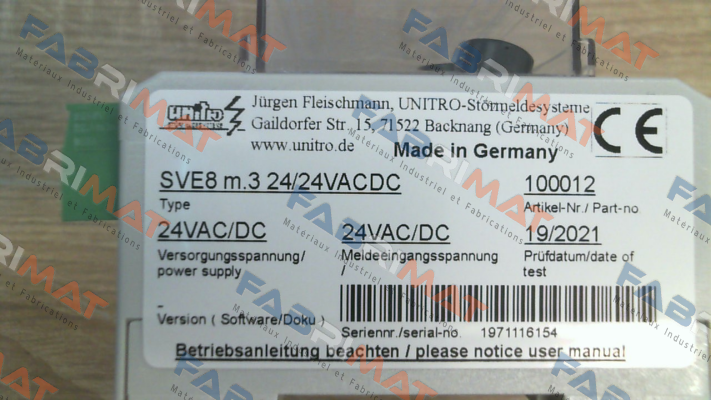 unitro
Jürgen Fleischmann, UNITRO-Störmeldesysteme
Gaildorfer Str. 15, 71522 Backnang (Germany)
www.unitro.de Made in Germany
CE
SVE8 m.3 24/24VACDC 100012
Type Artikel-Nr./ Part-no
24VAC/DC 24VAC/DC 19/2021
Versorgungsspannung/ Meldeeingangsspannung Prüfdatum/date of
power supply / test
-
Version ( Software/Doku )
Seriennr./serial-no. 1971116154
Betriebsanleitung beachten / please notice user manual
FABRIMAT
Matériaux Industriel et Fabrications